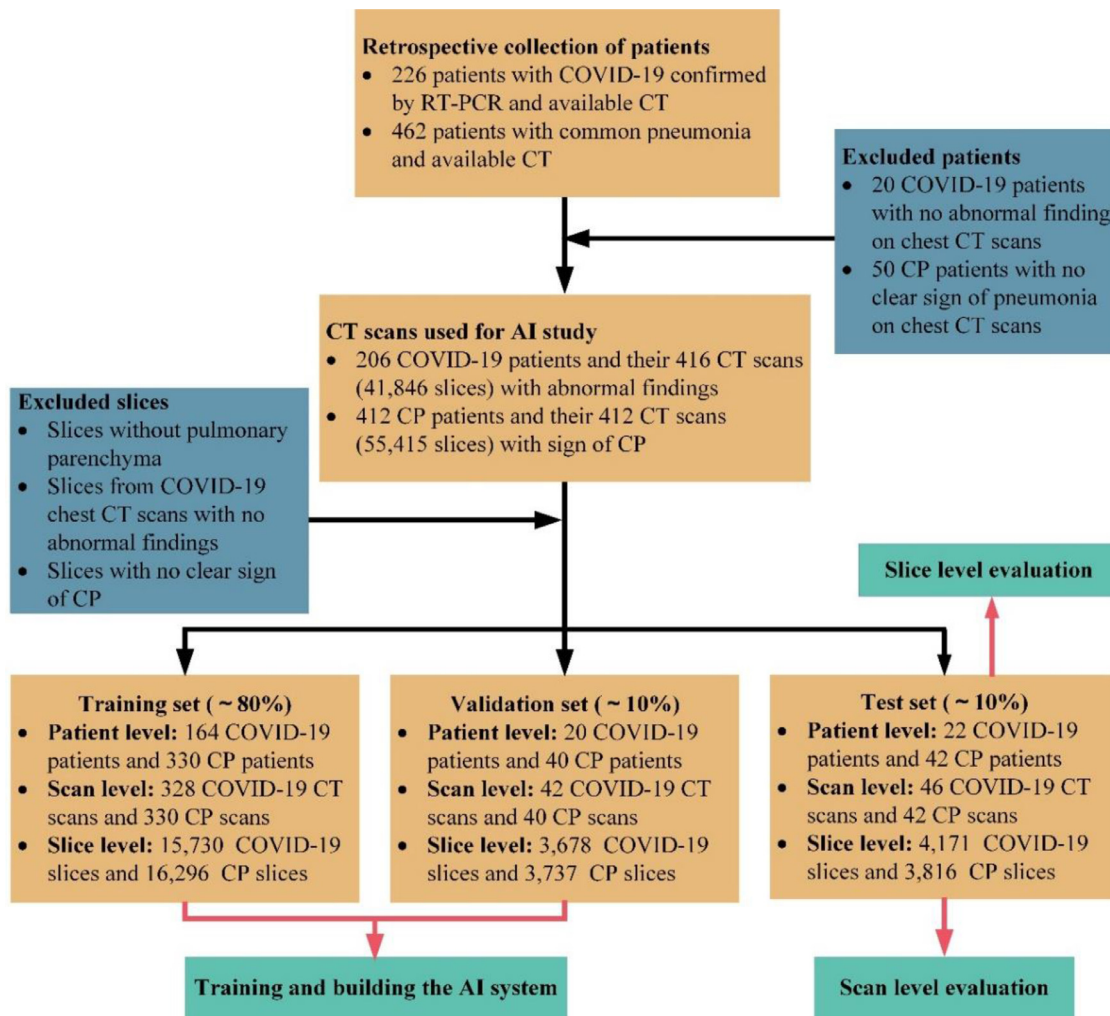 Retrospective collection of patients
• 226 patients with COVID-19 confirmed
by RT-PCR and available CT
• 462 patients with common pneumonia
and available CT
Excluded patients
• 20 COVID-19 patients
with no abnormal finding
on chest CT scans
• 50 CP patients with no
clear sign of pneumonia
on chest CT scans
CT scans used for AI study
• 206 COVID-19 patients and their 416 CT scans
(41,846 slices) with abnormal findings
• 412 CP patients and their 412 CT scans
(55,415 slices) with sign of CP
Excluded slices
• Slices without pulmonary
parenchyma
• Slices from COVID-19
chest CT scans with no
abnormal findings
• Slices with no clear sign
of CP
Slice level evaluation
Training set (~80%)
• Patient level: 164 COVID-19
patients and 330 CP patients
• Scan level: 328 COVID-19 CT
scans and 330 CP scans
• Slice level: 15,730 COVID-19
slices and 16,296 CP slices
Validation set (~10%)
• Patient level: 20 COVID-19
patients and 40 CP patients
• Scan level: 42 COVID-19 CT
scans and 40 CP scans
• Slice level: 3,678 COVID-19
slices and 3,737 CP slices
Test set (~10%)
• Patient level: 22 COVID-19
patients and 42 CP patients
• Scan level: 46 COVID-19 CT
scans and 42 CP scans
• Slice level: 4,171 COVID-19
slices and 3,816 CP slices
Training and building the AI system
Scan level evaluation